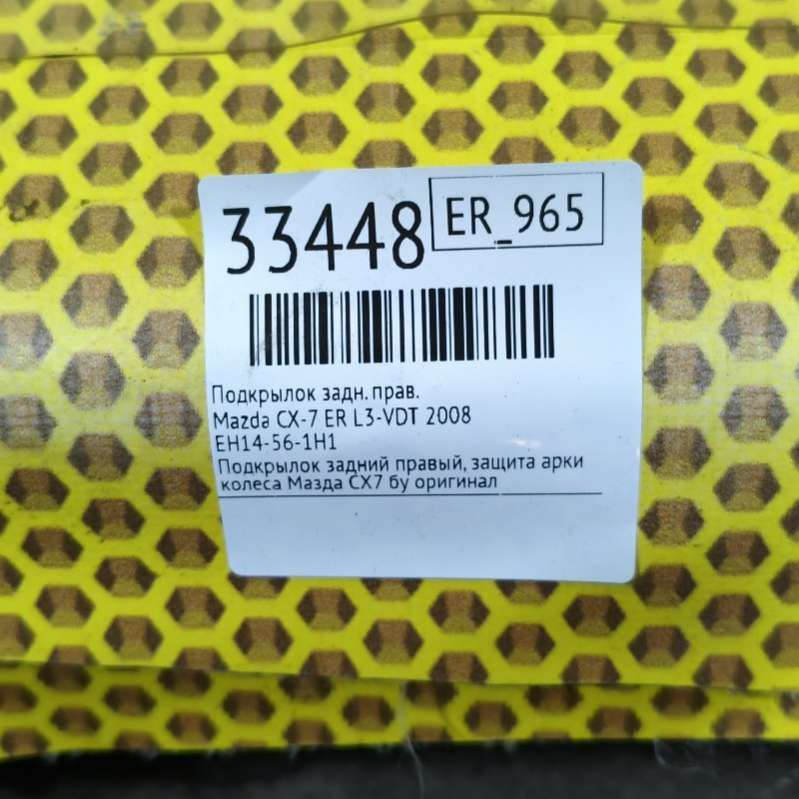 33448
ER_965
Подкрылок задн. прав.
Mazda CX-7 ER L3-VDT 2008
EH14-56-1H1
Подкрылок задний правый, защита арки
колеса Мазда СХ7 бу оригинал